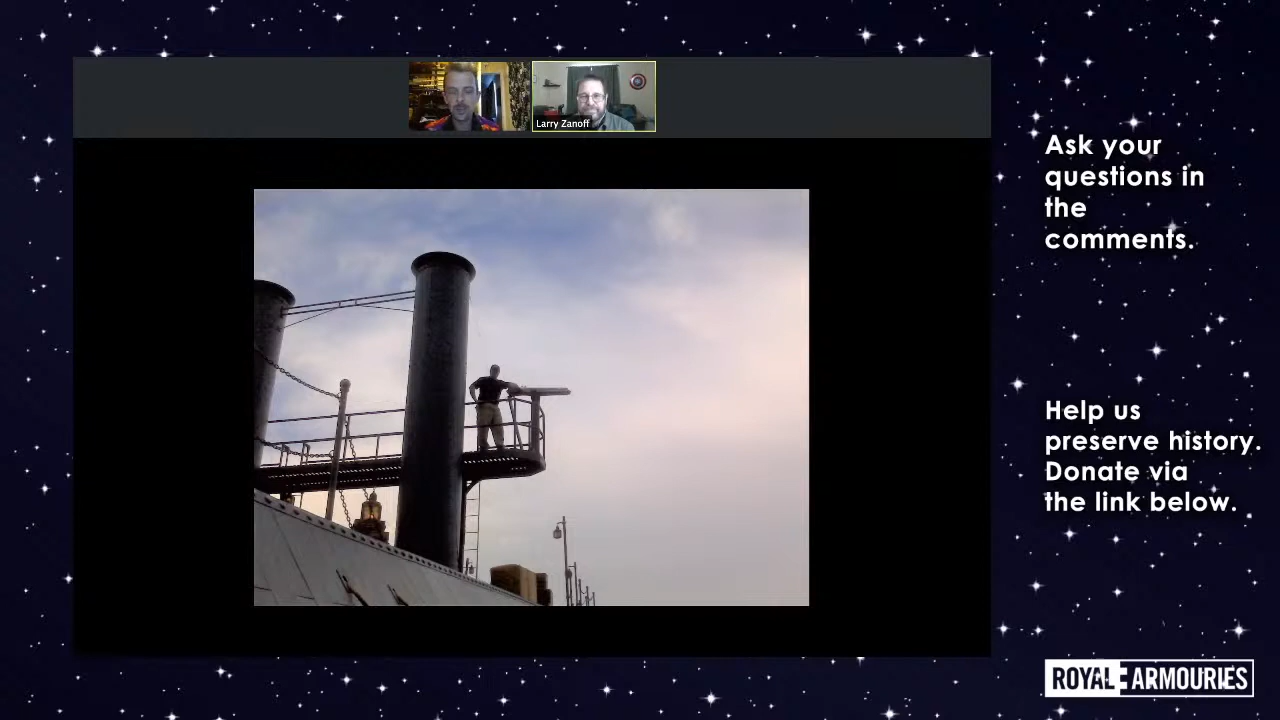 Larry Zanoff
Ask your
questions in
the
comments.
Help us
preserve history.
Donate via
the link below.
ROYAL ARMOURIES